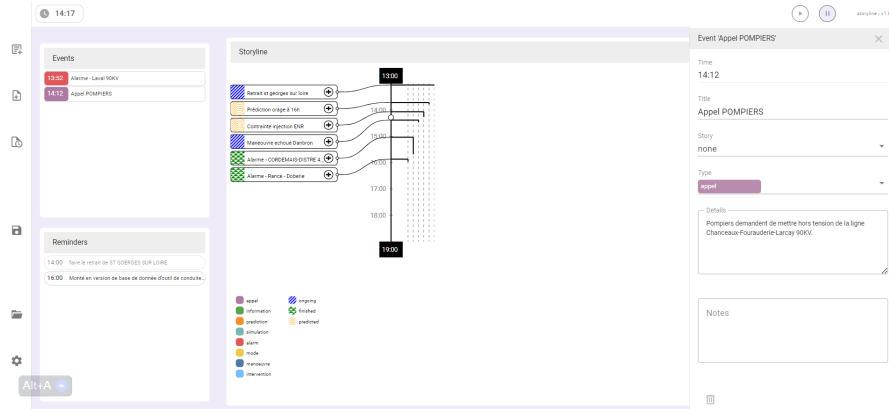 14:17
storyline - v1.
Events
13:52 Alarme - Laval 90KV
14:12 Appel POMPIERS
Reminders
14:00 faire le retrait de ST GOERGES SUR LOIRE
16:00 Monté en version de base de donnée d'outil de conduite...
Storyline
13:00
Retrait st georges sur loire
Prédiction orage à 16h
14:00
Contrainte injection ENR
15:00
Maneouvre echoué Danbron
Alarme - CORDEMAIS-DISTRE 4
16:00
Alarme - Rance - Doberie
17:00
18:00
19:00
appel
ongoing
information
finished
prediction
predicted
simulation
alarm
mode
manoeuvre
intervention
Event 'Appel POMPIERS'
Time
14:12
Title
Appel POMPIERS
Story
none
Type
appel
Details
Pompiers demandent de mettre hors tension de la ligne
Chanceaux-Fourauderie-Larcay 90KV.
Notes
Alt+A